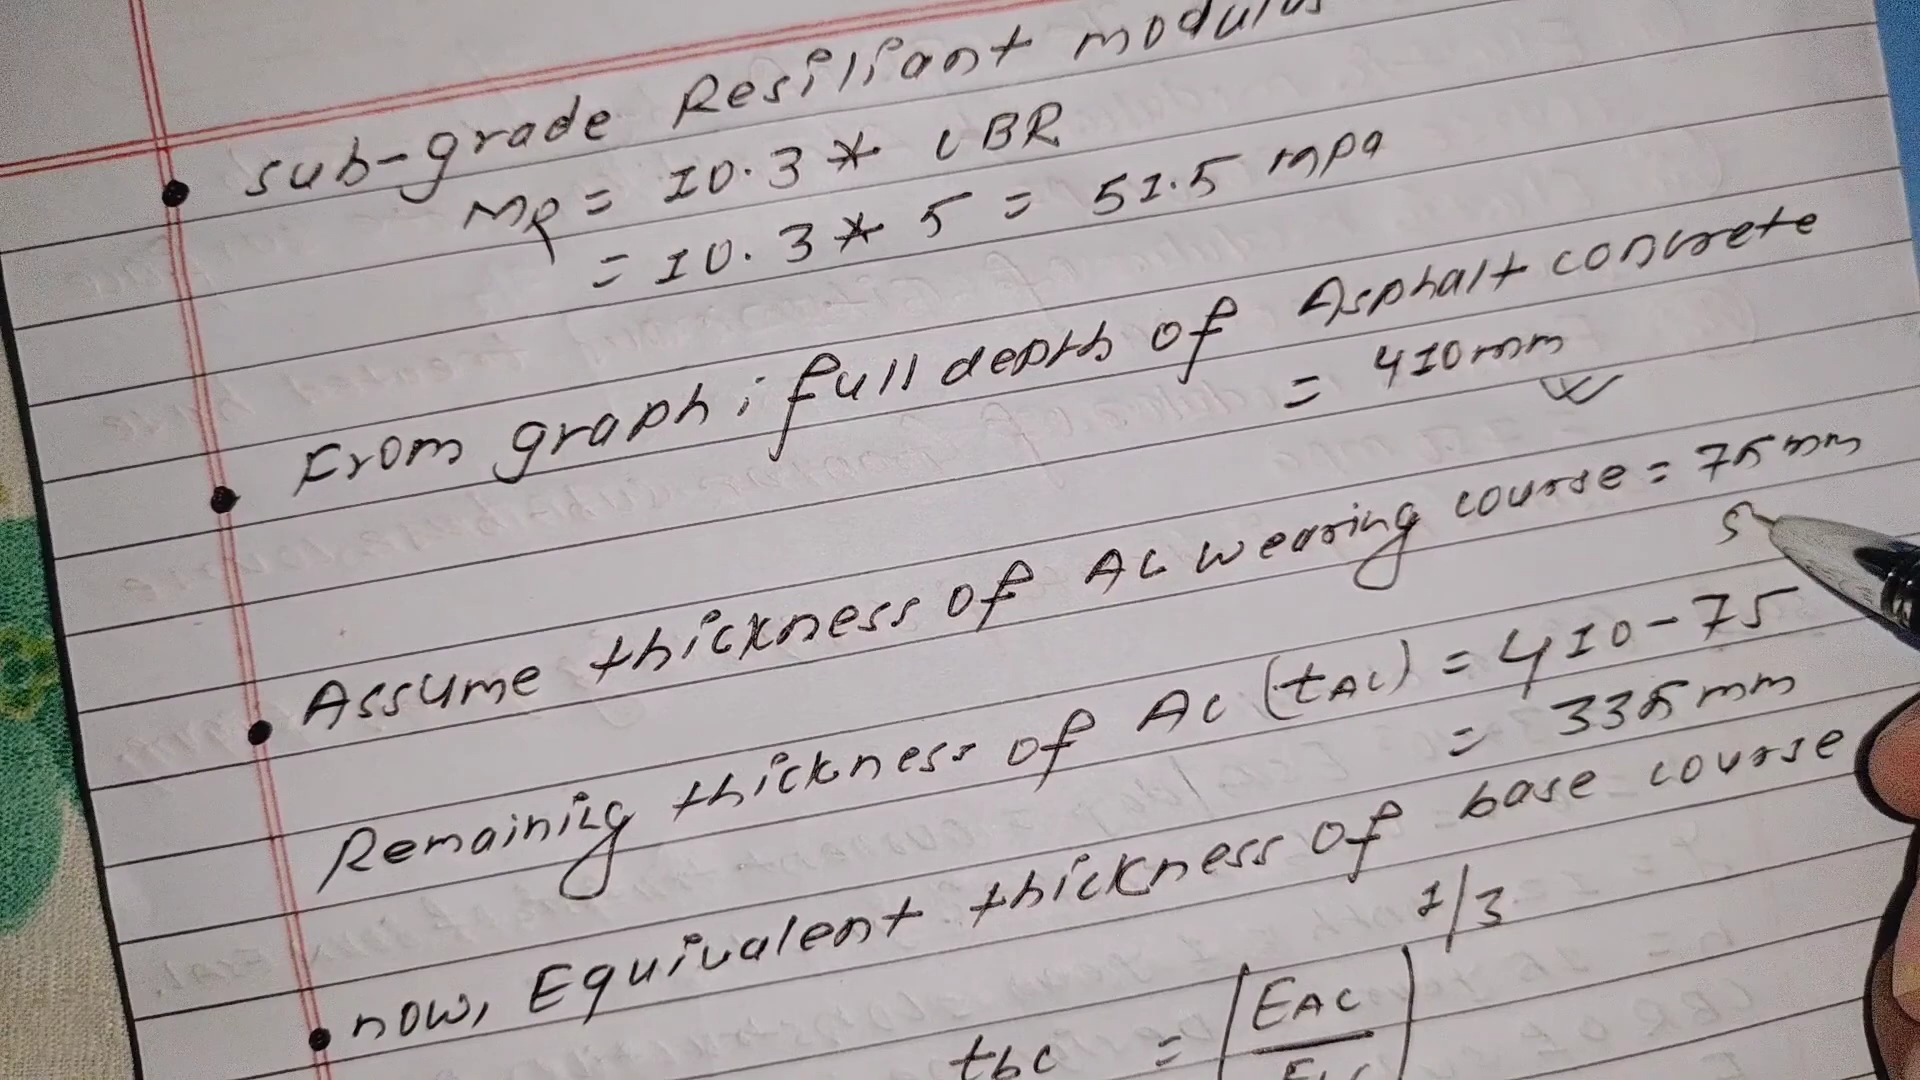 sub-grade Resiliant modulus
MR = 10.3 * CBR
= 10.3 * 5 = 51.5 mpa
From graph; full depth of Asphalt concrete
= 410mm
Assume thickness of AC wearing course = 75mm
Remaining thickness of AC (tAC) = 410-75
= 335mm
now, Equivalent thickness of base course
tbc = (EAC
1/3